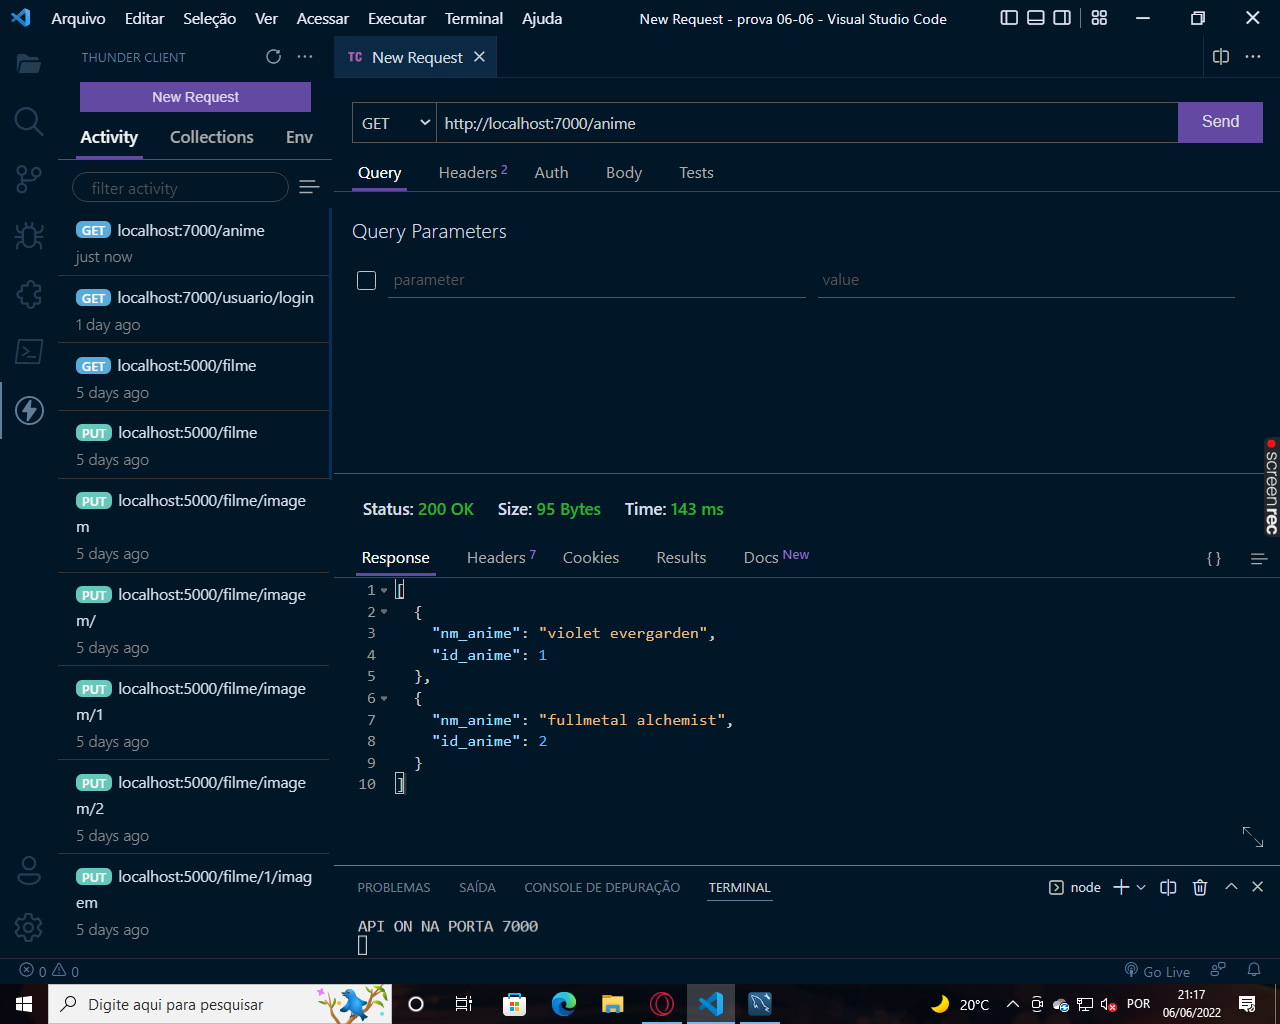 Arquivo Editar Seleção Ver Acessar Executar Terminal Ajuda New Request - prova 06-06 - Visual Studio Code
THUNDER CLIENT
New Request
Activity Collections Env
filter activity
GET localhost:7000/anime
just now
GET localhost:7000/usuario/login
1 day ago
GET localhost:5000/filme
5 days ago
PUT localhost:5000/filme
5 days ago
PUT localhost:5000/filme/image
m
5 days ago
PUT localhost:5000/filme/image
m/
5 days ago
PUT localhost:5000/filme/image
m/1
5 days ago
PUT localhost:5000/filme/image
m/2
5 days ago
PUT localhost:5000/filme/1/imag
em
5 days ago
TC New Request
GET http://localhost:7000/anime Send
Query Headers 2 Auth Body Tests
Query Parameters
parameter value
Status: 200 OK Size: 95 Bytes Time: 143 ms
Response Headers 7 Cookies Results Docs New
{ }
1 [
2 {
3 "nm_anime": "violet evergarden",
4 "id_anime": 1
5 },
6 {
7 "nm_anime": "fullmetal alchemist",
8 "id_anime": 2
9 }
10 ]
screenrec
PROBLEMAS SAÍDA CONSOLE DE DEPURAÇÃO TERMINAL node
API ON NA PORTA 7000
0 0 Go Live
Digite aqui para pesquisar 20°C POR 21:17
06/06/2022